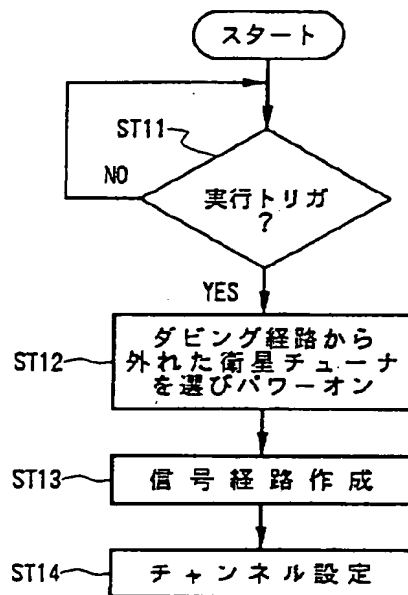 スタート
ST11
NO
実行トリガ
?
YES
ST12
ダビング経路から
外れた衛星チューナ
を選びパワーオン
ST13
信号経路作成
ST14
チャンネル設定